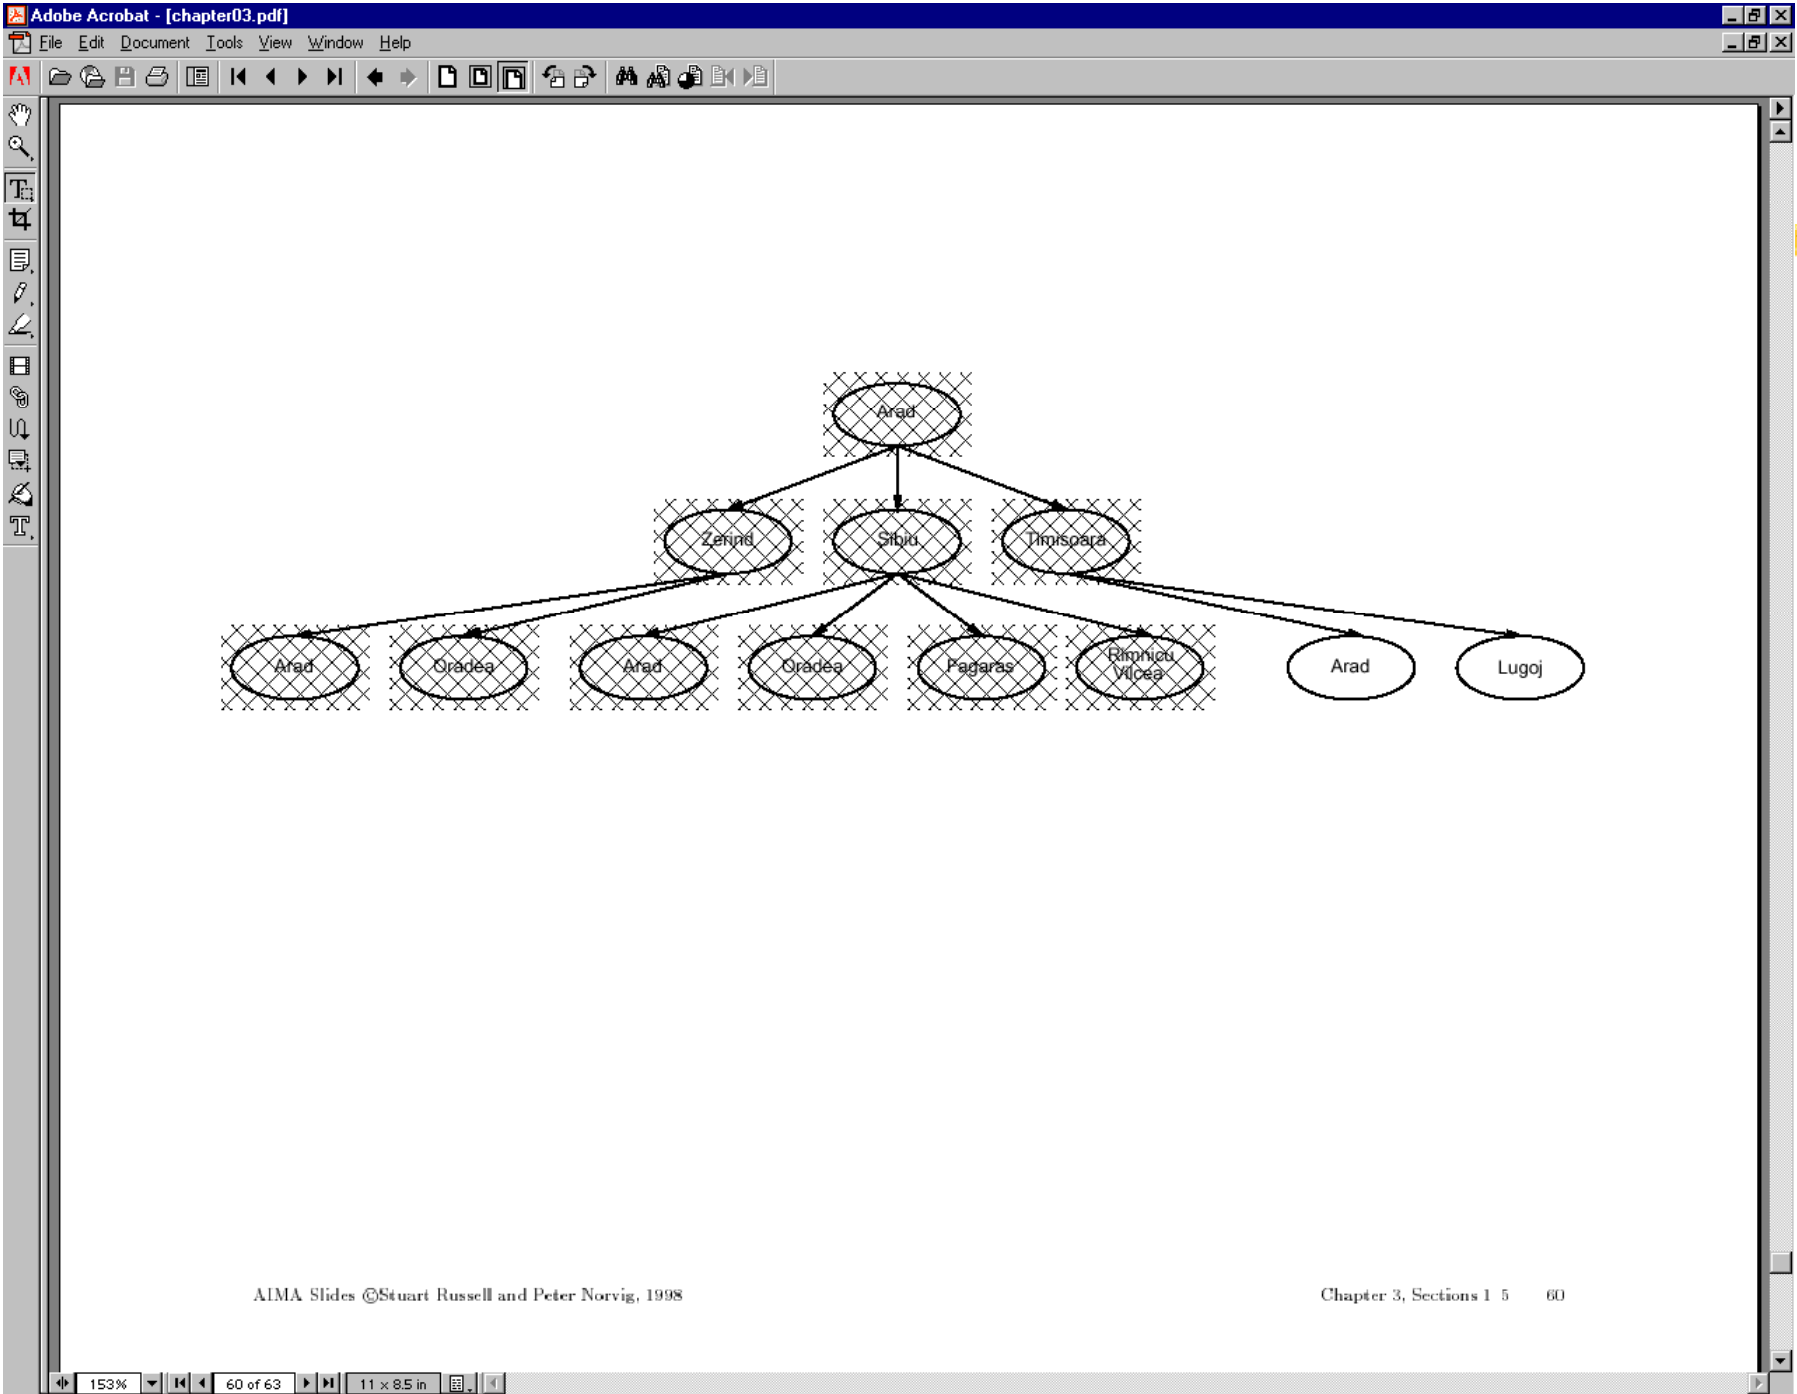 Adobe Acrobat - [chapter03.pdf]
File Edit Document Tools View Window Help
Arad
Zerind Sibiu Timisoara
Arad Oradea Arad Oradea Fagaras Rimnicu Vilcea Arad Lugoj
AIMA Slides ©Stuart Russell and Peter Norvig, 1998 Chapter 3, Sections 1 5 60
153% 60 of 63 11 x 8.5 in